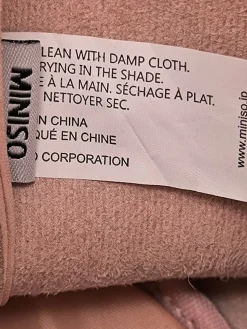 LEAN WITH DAMP CLOTH.
RYING IN THE SHADE.
E À LA MAIN. SÉCHAGE À PLAT.
NETTOYER SEC.
N CHINA
QUÉ EN CHINE
O CORPORATION
MINISO
www.miniso.jp